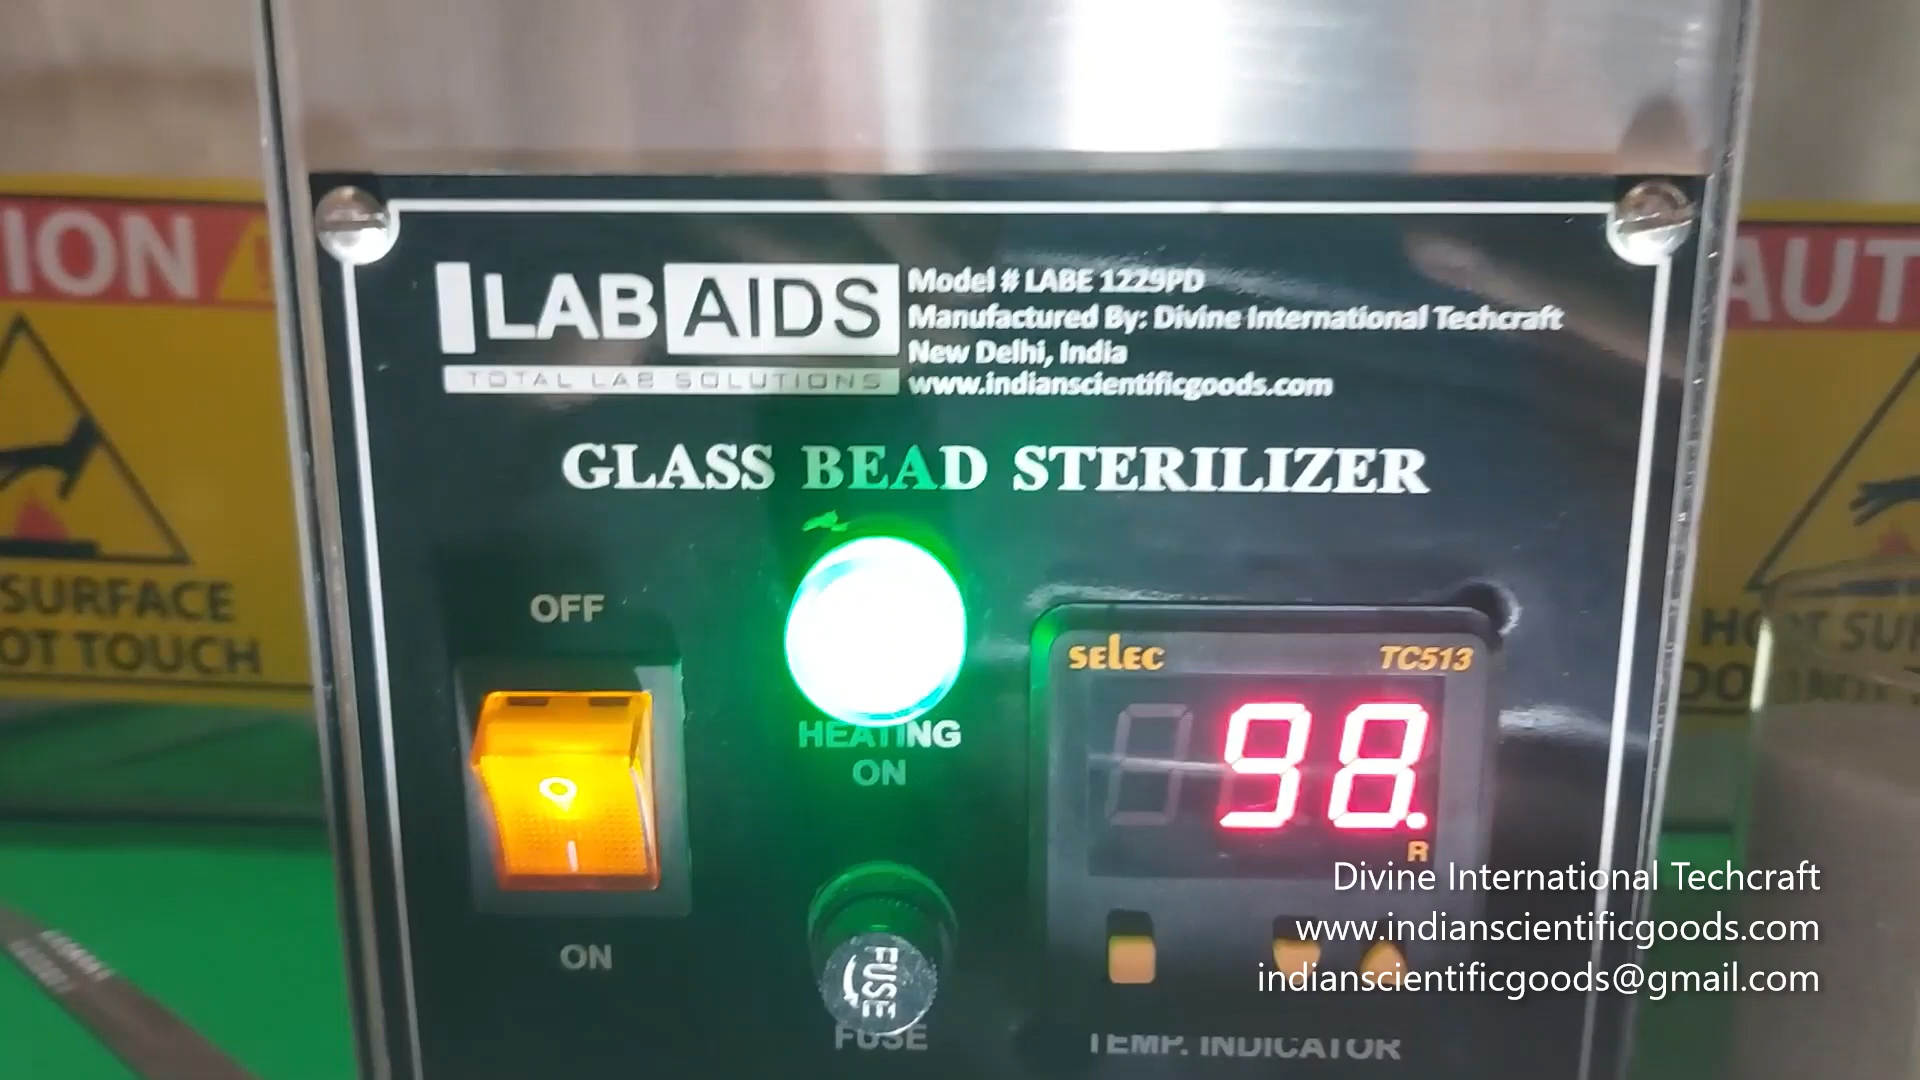 LAB AIDS
TOTAL LAB SOLUTIONS
Model # LABE 1229PD
Manufactured By: Divine International Techcraft
New Delhi, India
www.indianscientificgoods.com
GLASS BEAD STERILIZER
OFF
ON
HEATING
ON
FUSE
FUSE
selec
TC513
98.
R
TEMP. INDICATOR
SURFACE
OT TOUCH
ION
AUT
Divine International Techcraft
www.indianscientificgoods.com
indianscientificgoods@gmail.com